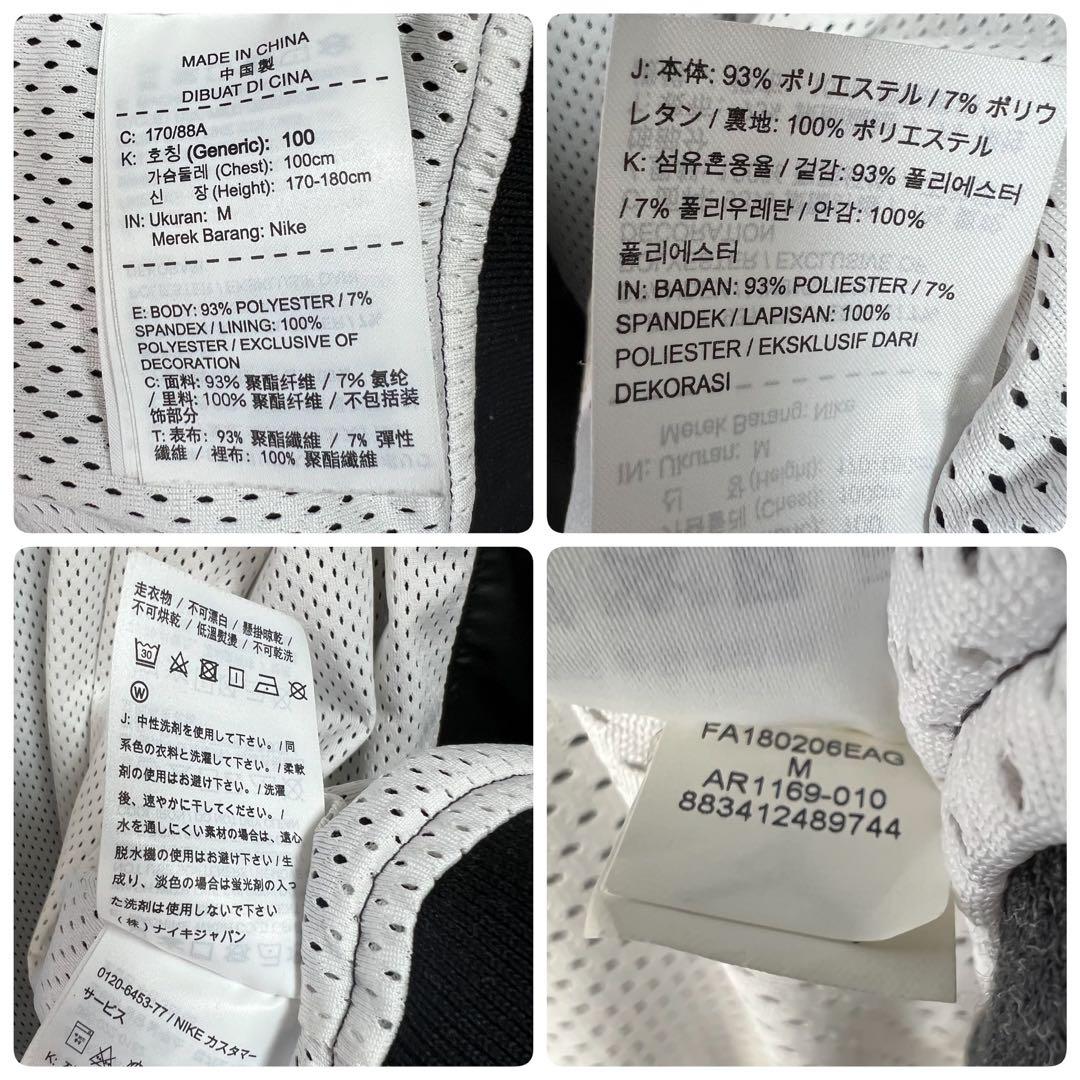 MADE IN CHINA
中国製
DIBUAT DI CINA
C: 170/88A
K: 호칭 (Generic): 100
가슴둘레 (Chest): 100cm
신 장 (Height): 170-180cm
IN: Ukuran: M
Merek Barang: Nike
E: BODY: 93% POLYESTER / 7%
SPANDEX / LINING: 100%
POLYESTER / EXCLUSIVE OF
DECORATION
C: 面料: 93% 聚酯纤维 / 7% 氨纶
/ 里料: 100% 聚酯纤维 / 不包括装
饰部分
T: 表布: 93% 聚酯纖維 / 7% 彈性
纖維 / 裡布: 100% 聚酯纖維
J: 本体: 93% ポリエステル / 7% ポリウ
レタン / 裏地: 100% ポリエステル
K: 섬유혼용율 / 겉감: 93% 폴리에스터
/ 7% 폴리우레탄 / 안감: 100%
폴리에스터
IN: BADAN: 93% POLIESTER / 7%
SPANDEK / LAPISAN: 100%
POLIESTER / EKSKLUSIF DARI
DEKORASI
走衣物 / 不可漂白 / 懸掛晾乾 /
不可烘乾 / 低溫熨燙 / 不可乾洗
30
W
J: 中性洗剤を使用して下さい。/ 同
系色の衣料と洗濯して下さい。/ 柔軟
剤の使用はお避け下さい。/ 洗濯
後、速やかに干してください。/
水を通しにくい素材の場合は、遠心
脱水機の使用はお避け下さい / 生
成り、淡色の場合は蛍光剤の入っ
た洗剤は使用しないで下さい
(株) ナイキジャパン
0120-6453-77 / NIKE カスタマー
サービス
K:
FA180206EAG
M
AR1169-010
883412489744